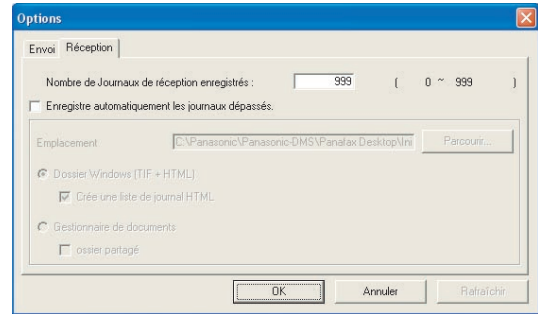 Options
Envoi Réception
Nombre de Journaux de réception enregistrés : 999 ( 0 ~ 999 )
Enregistre automatiquement les journaux dépassés.
Emplacement C:\Panasonic\Panasonic-DMS\Panafax Desktop\Ini Parcourir...
Dossier Windows (TIF + HTML)
Crée une liste de journal HTML
Gestionnaire de documents
ossier partagé
OK Annuler Rafraîchir